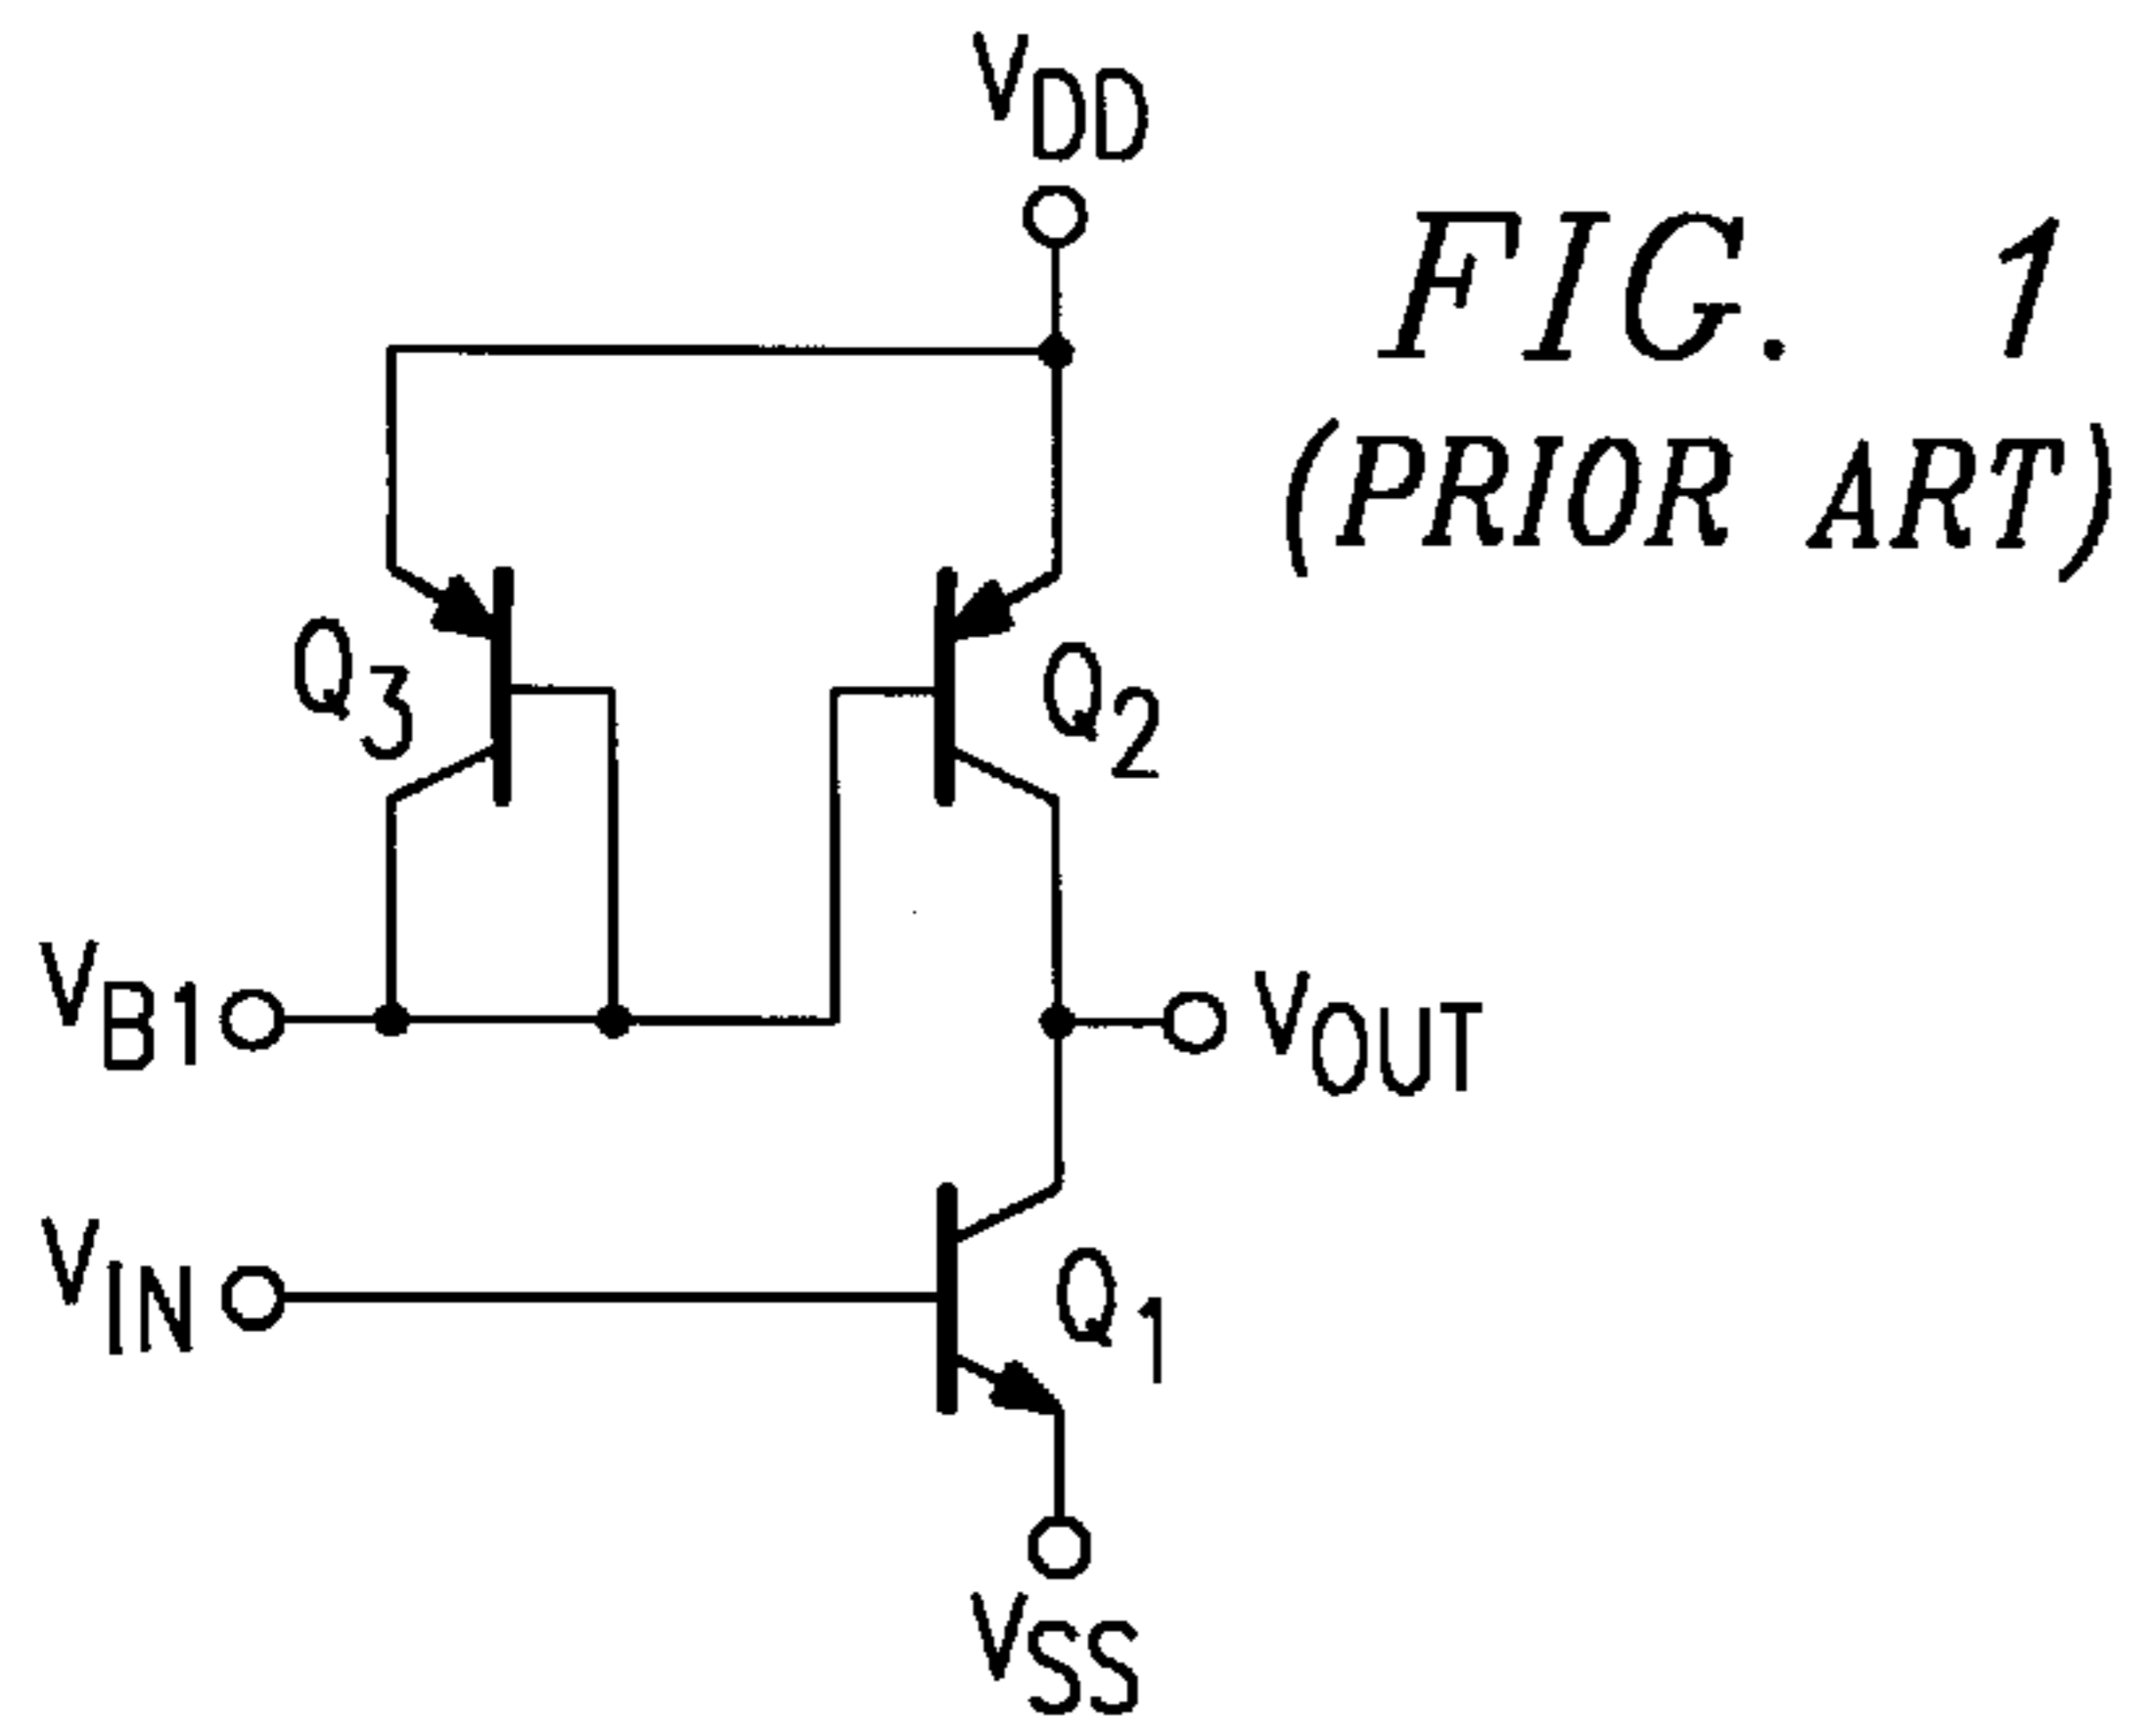 VDD
FIG. 1
(PRIOR ART)
Q3
Q2
VB1
VOUT
VIN
Q1
VSS